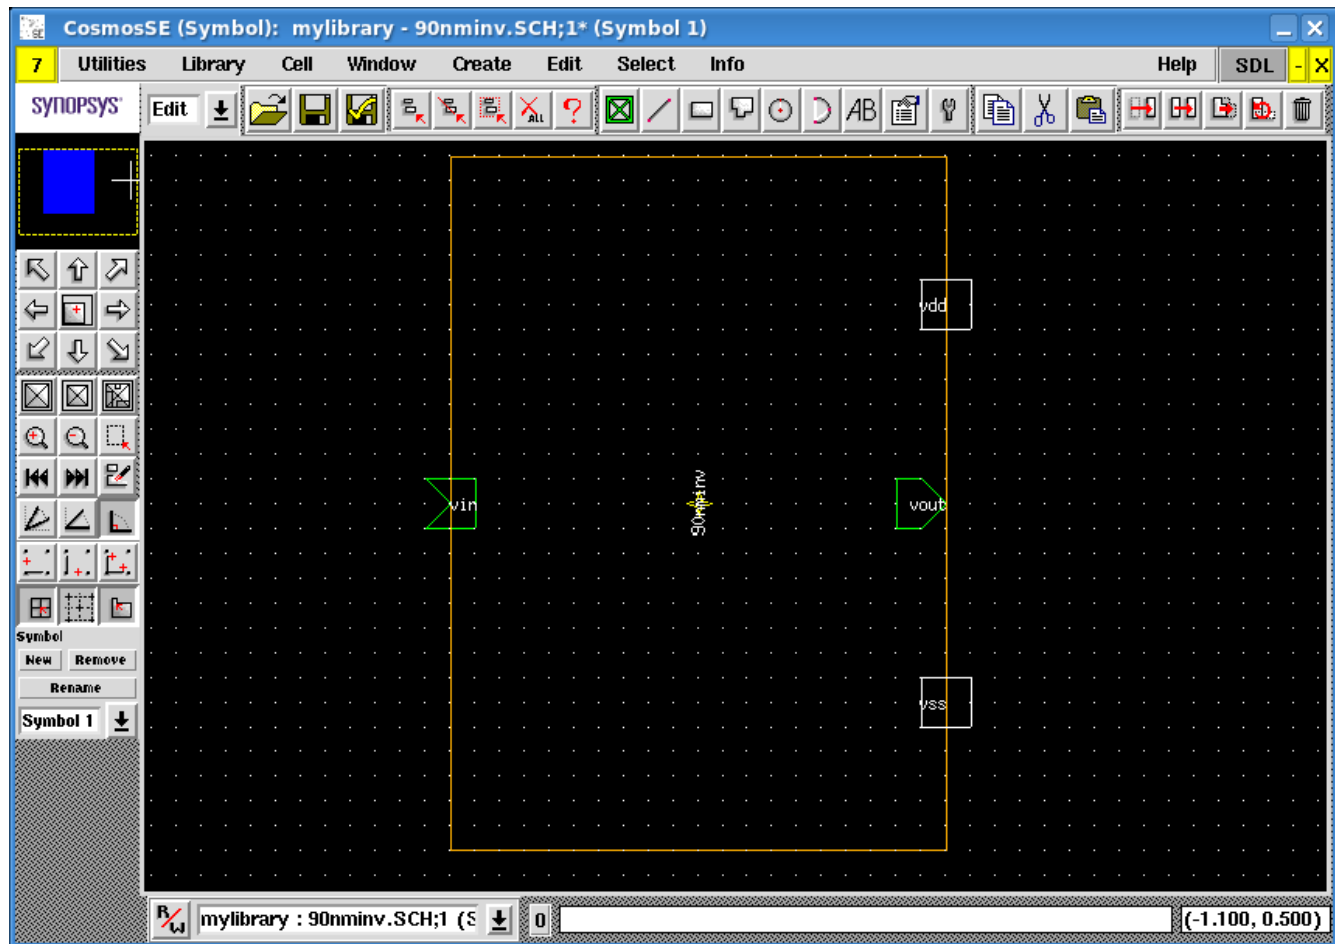 CosmosSE (Symbol): mylibrary - 90nminv.SCH;1* (Symbol 1)
7 Utilities Library Cell Window Create Edit Select Info Help SDL - X
SYNOPSYS Edit ALL ? AB
vdd
vin
90nminv
vout
vss
Symbol
New Remove
Rename
Symbol 1
R/W mylibrary : 90nminv.SCH;1 (S 0 (-1.100, 0.500)